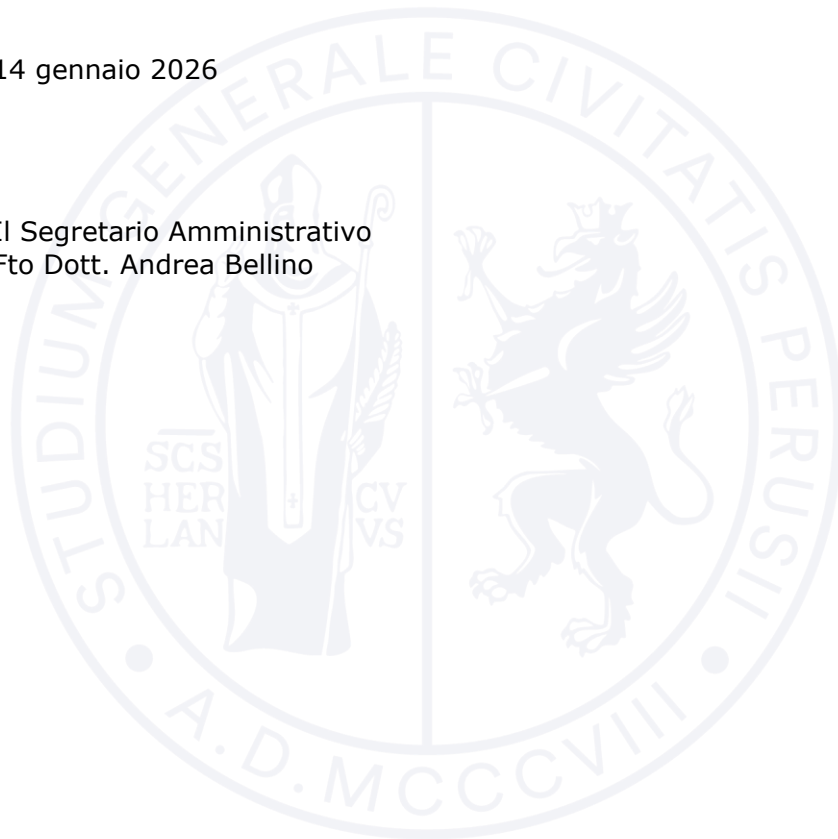 14 gennaio 2026
Il Segretario Amministrativo
Fto Dott. Andrea Bellino
STUDIUM GENERALE CIVITATIS PERUSII
SCS
HER
LAN
CV
VS
A.D. MCCCVIII